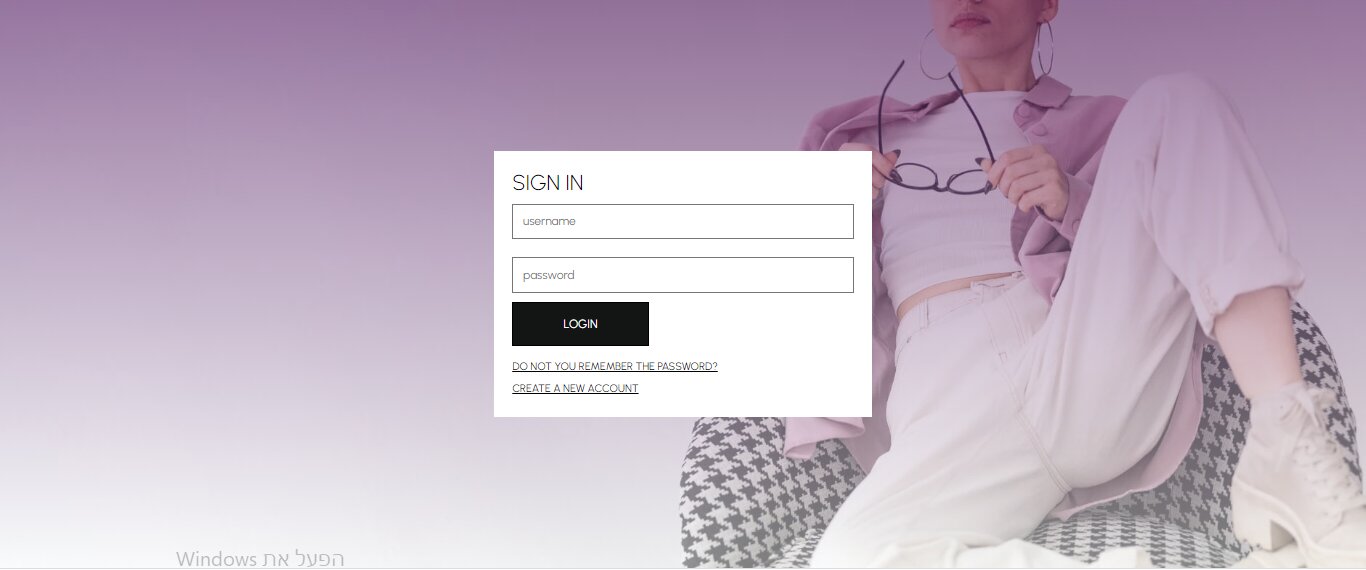 SIGN IN
username
password
LOGIN
DO NOT YOU REMEMBER THE PASSWORD?
CREATE A NEW ACCOUNT
הפעל את Windows